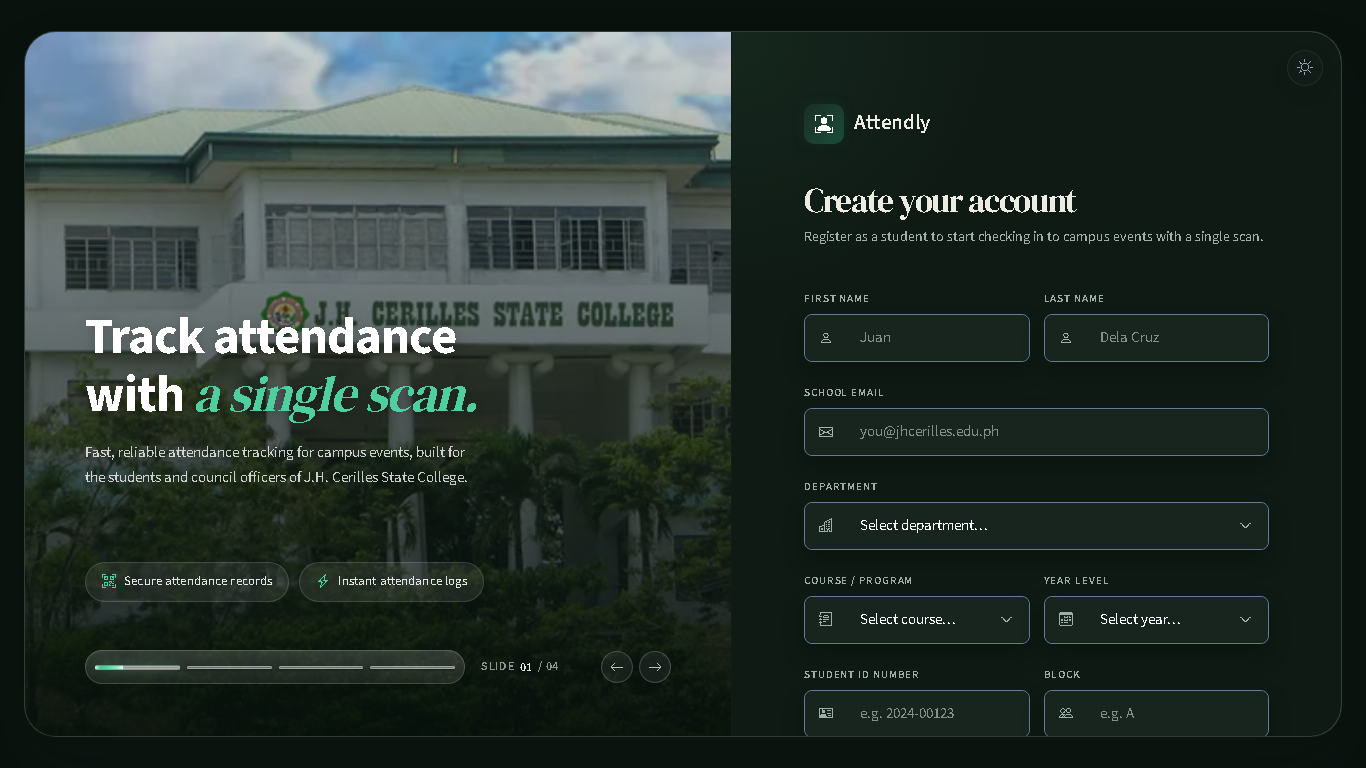 J.H. CERILLES STATE COLLEGE
Track attendance
with a single scan.
Fast, reliable attendance tracking for campus events, built for
the students and council officers of J.H. Cerilles State College.
Secure attendance records
Instant attendance logs
SLIDE 01 / 04
Attendly
Create your account
Register as a student to start checking in to campus events with a single scan.
FIRST NAME
LAST NAME
Juan
Dela Cruz
SCHOOL EMAIL
you@jhcerilles.edu.ph
DEPARTMENT
Select department...
COURSE / PROGRAM
YEAR LEVEL
Select course...
Select year...
STUDENT ID NUMBER
BLOCK
e.g. 2024-00123
e.g. A